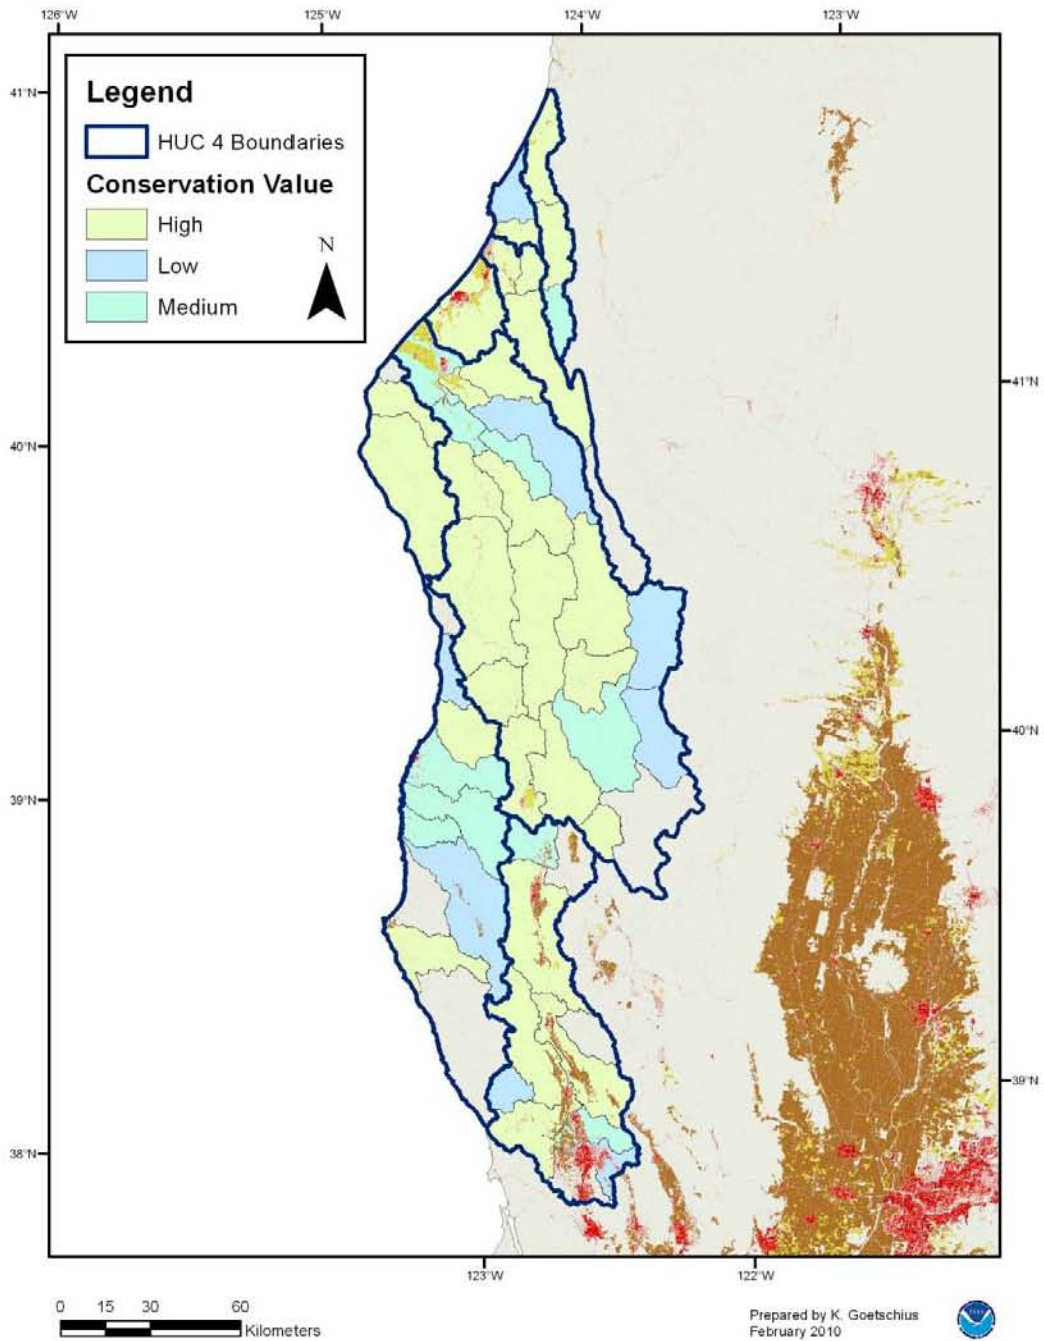 126°W 125°W 124°W 123°W
41°N
Legend
HUC 4 Boundaries
Conservation Value
High
Low
Medium
N
41°N
40°N
40°N
39°N
39°N
38°N
123°W 122°W
0 15 30 60
Kilometers
Prepared by K. Goetschius
February 2010